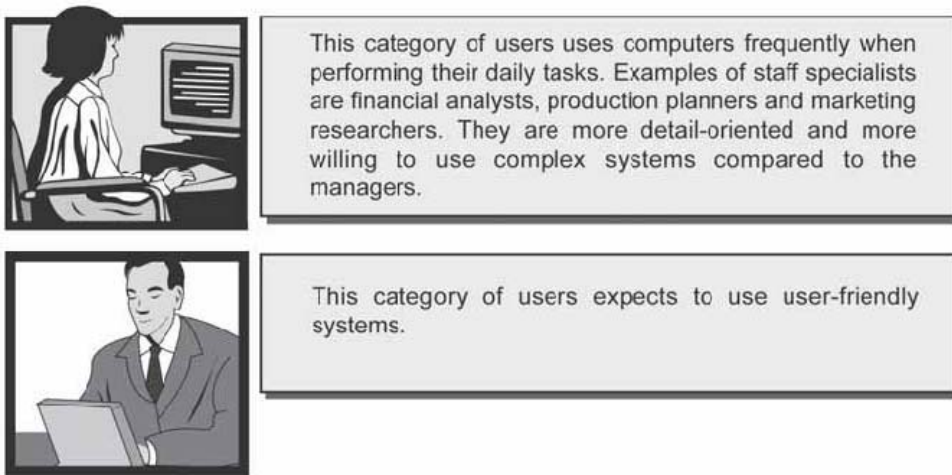 This category of users uses computers frequently when
performing their daily tasks. Examples of staff specialists
are financial analysts, production planners and marketing
researchers. They are more detail-oriented and more
willing to use complex systems compared to the
managers.
This category of users expects to use user-friendly
systems.